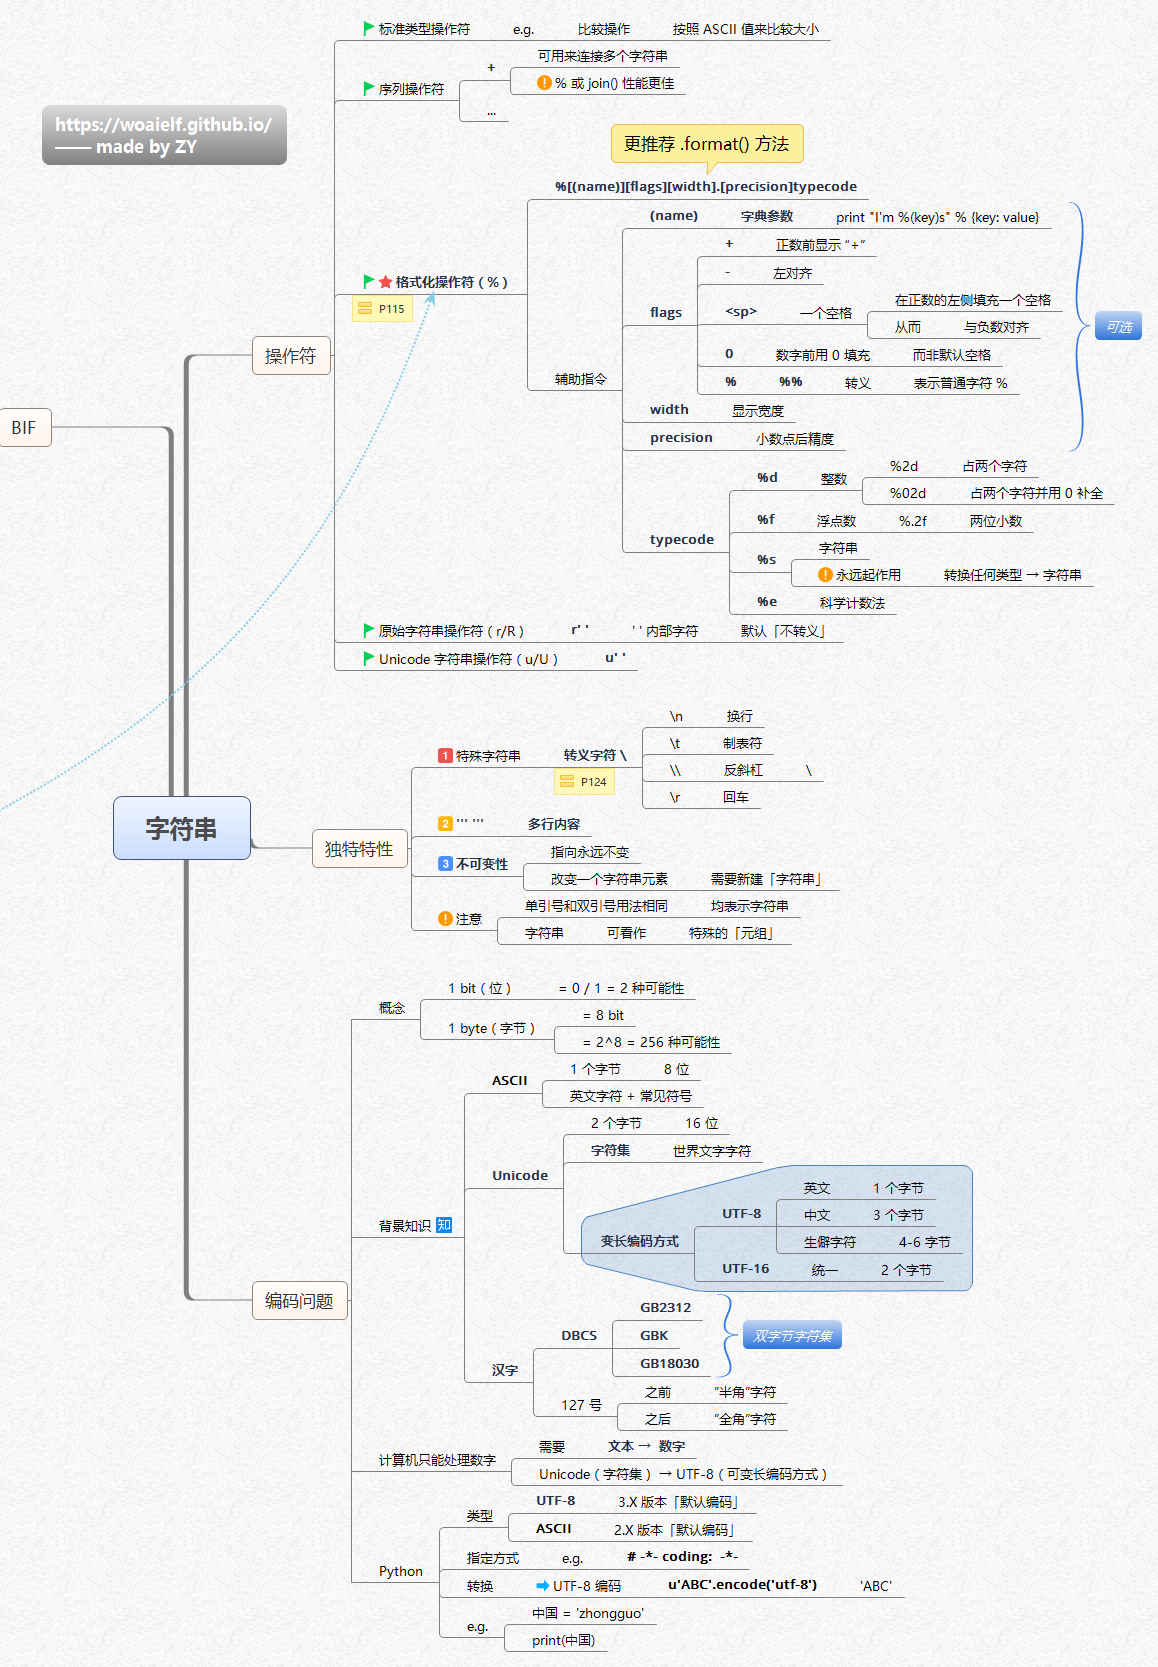 https://woaielf.github.io/
—— made by ZY
BIF
字符串
操作符
标准类型操作符 e.g. 比较操作 按照 ASCII 值来比较大小
序列操作符
+
可用来连接多个字符串
% 或 join() 性能更佳
...
格式化操作符（%）
P115
更推荐 .format() 方法
%[(name)][flags][width].[precision]typecode
辅助指令
(name) 字典参数 print "I'm %(key)s" % {key: value}
flags
+ 正数前显示 “+”
- 左对齐
<sp> 一个空格
在正数的左侧填充一个空格
从而 与负数对齐
0 数字前用 0 填充 而非默认空格
% %% 转义 表示普通字符 %
width 显示宽度
precision 小数点后精度
可选
typecode
%d 整数
%2d 占两个字符
%02d 占两个字符并用 0 补全
%f 浮点数 %.2f 两位小数
%s
字符串
永远起作用 转换任何类型 → 字符串
%e 科学计数法
原始字符串操作符（r/R） r' ' ' ' 内部字符 默认「不转义」
Unicode 字符串操作符（u/U） u' '
独特特性
1 特殊字符串 转义字符 \
P124
\n 换行
\t 制表符
\\ 反斜杠 \
\r 回车
2 ''' ''' 多行内容
3 不可变性
指向永远不变
改变一个字符串元素 需要新建「字符串」
注意
单引号和双引号用法相同 均表示字符串
字符串 可看作 特殊的「元组」
编码问题
概念
1 bit（位） = 0 / 1 = 2 种可能性
1 byte（字节）
= 8 bit
= 2^8 = 256 种可能性
背景知识 知
ASCII
1 个字节 8 位
英文字符 + 常见符号
Unicode
2 个字节 16 位
字符集 世界文字字符
变长编码方式
UTF-8
英文 1 个字节
中文 3 个字节
生僻字符 4-6 字节
UTF-16 统一 2 个字节
汉字
DBCS
GB2312
GBK
GB18030
双字节字符集
127 号
之前 “半角”字符
之后 “全角”字符
计算机只能处理数字
需要 文本 → 数字
Unicode（字符集） → UTF-8（可变长编码方式）
Python
类型
UTF-8 3.X 版本「默认编码」
ASCII 2.X 版本「默认编码」
指定方式 e.g. # -*- coding: -*-
转换 UTF-8 编码 u'ABC'.encode('utf-8') 'ABC'
e.g.
中国 = 'zhongguo'
print(中国)